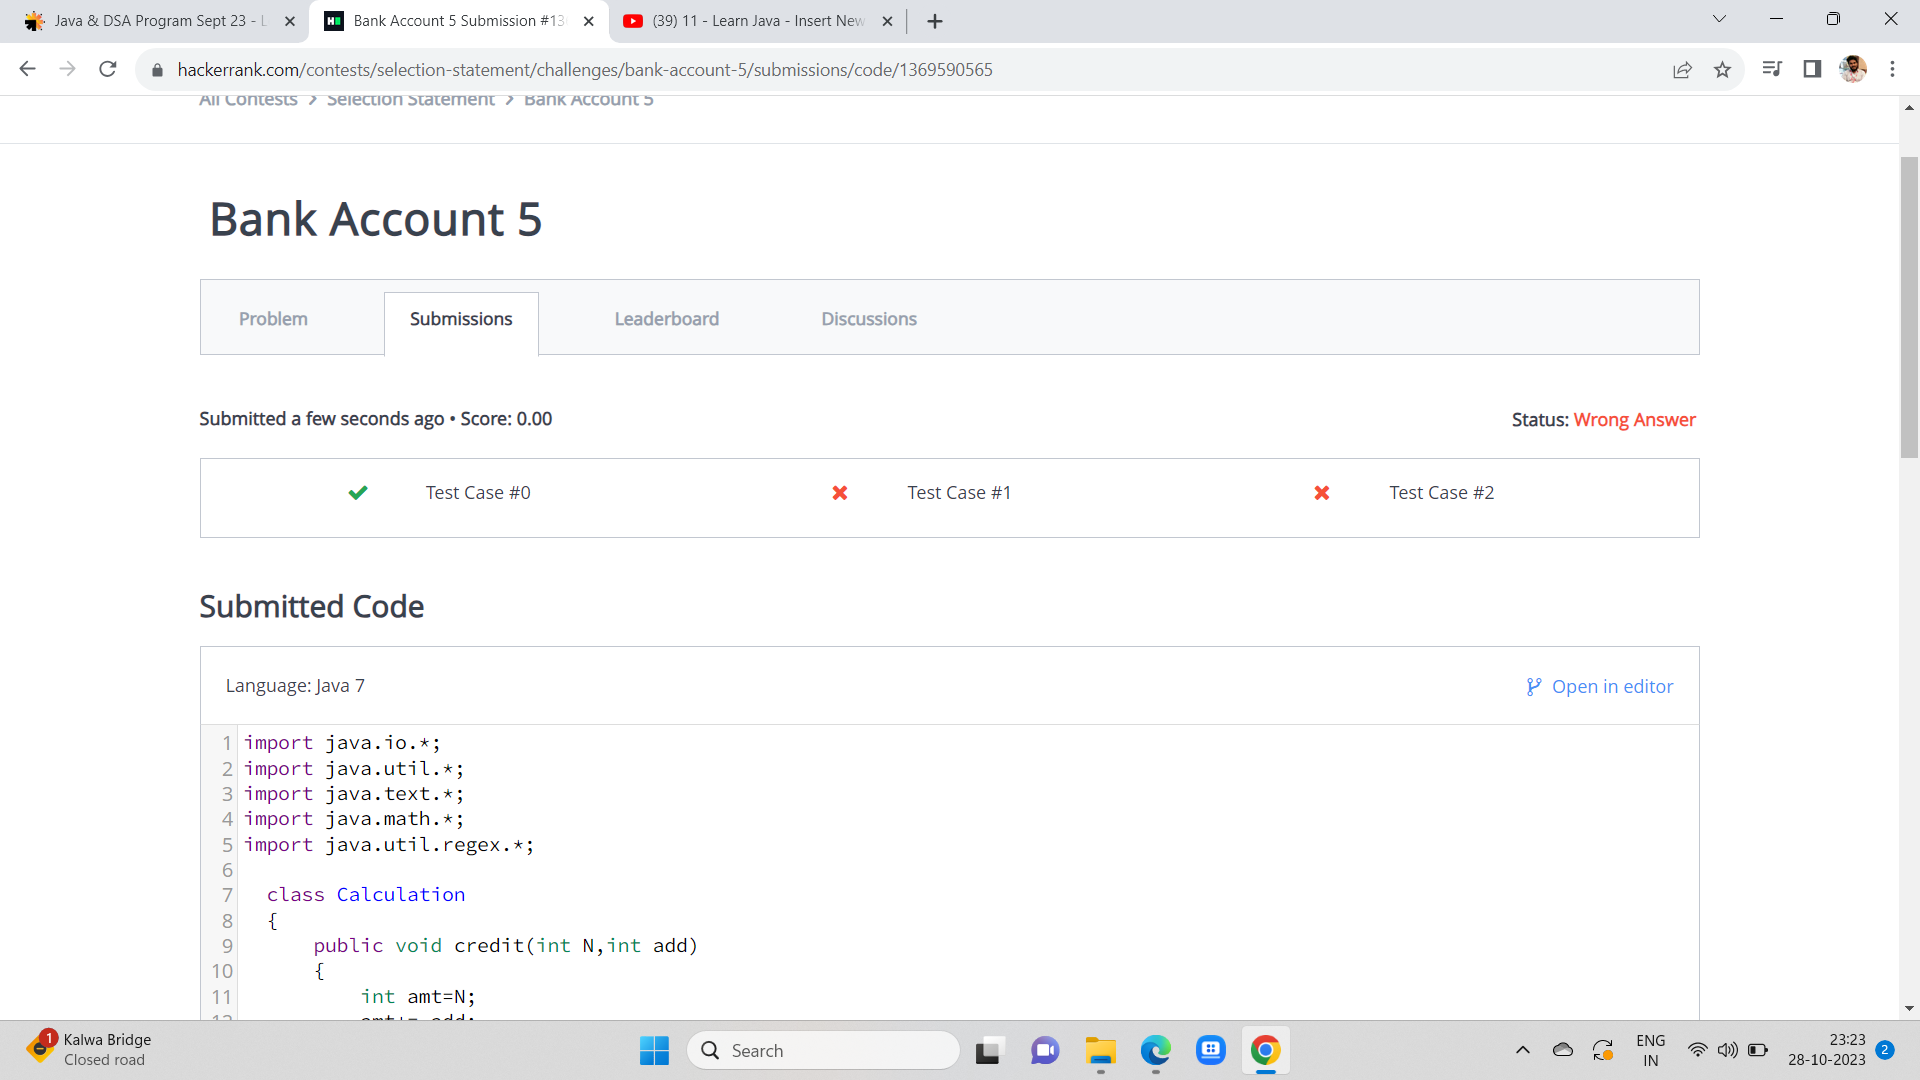 Java & DSA Program Sept 23 - L
Bank Account 5 Submission #13
(39) 11 - Learn Java - Insert New
hackerrank.com/contests/selection-statement/challenges/bank-account-5/submissions/code/1369590565
All Contests > Selection Statement > Bank Account 5
Bank Account 5
Problem
Submissions
Leaderboard
Discussions
Submitted a few seconds ago • Score: 0.00
Status: Wrong Answer
Test Case #0
Test Case #1
Test Case #2
Submitted Code
Language: Java 7
Open in editor
1 import java.io.*;
2 import java.util.*;
3 import java.text.*;
4 import java.math.*;
5 import java.util.regex.*;
6
7 class Calculation
8 {
9 public void credit(int N,int add)
10 {
11 int amt=N;
12 amt+= add;
1
Kalwa Bridge
Closed road
Search
ENG
IN
23:23
28-10-2023
2